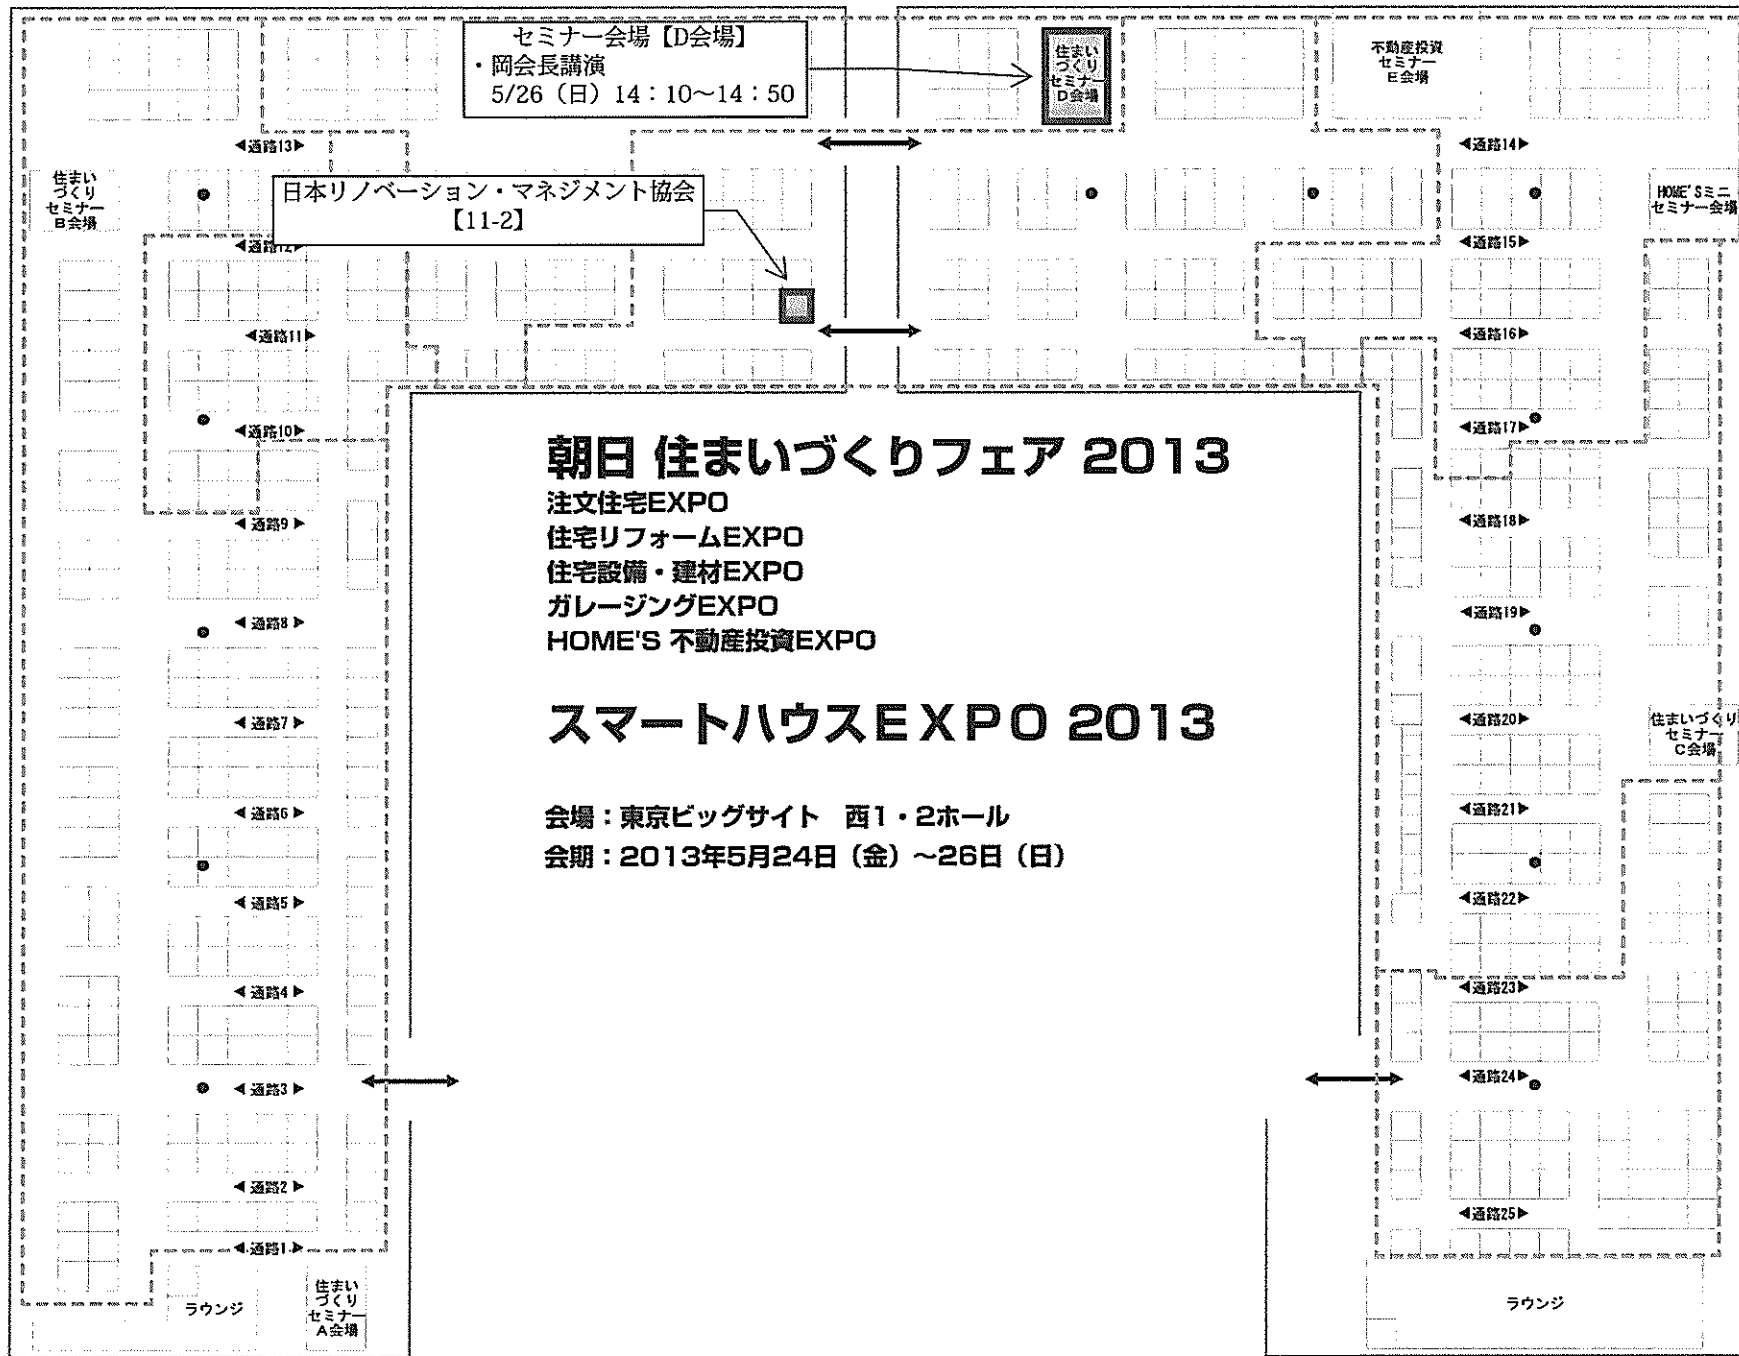 セミナー会場【D会場】
・岡会長講演
5/26（日）14：10～14：50
住まい
づくり
セミナー
D会場
不動産投資
セミナー
E会場
◀通路13▶
◀通路14▶
住まい
づくり
セミナー
B会場
日本リノベーション・マネジメント協会
【11-2】
HOME'Sミニ
セミナー会場
◀通路12▶
◀通路15▶
◀通路11▶
◀通路16▶
◀通路10▶
◀通路17▶
朝日 住まいづくりフェア 2013
注文住宅EXPO
住宅リフォームEXPO
住宅設備・建材EXPO
ガレージングEXPO
HOME'S 不動産投資EXPO
◀ 通路9 ▶
◀通路18▶
◀ 通路8 ▶
◀通路19▶
スマートハウスEXPO 2013
◀ 通路7 ▶
◀通路20▶
住まいづくり
セミナー
C会場
会場：東京ビッグサイト　西1・2ホール
会期：2013年5月24日（金）～26日（日）
◀ 通路6 ▶
◀通路21▶
◀ 通路5 ▶
◀通路22▶
◀ 通路4 ▶
◀通路23▶
◀ 通路3 ▶
◀通路24▶
◀ 通路2 ▶
◀通路25▶
◀ 通路1 ▶
ラウンジ
住まい
づくり
セミナー
A会場
ラウンジ